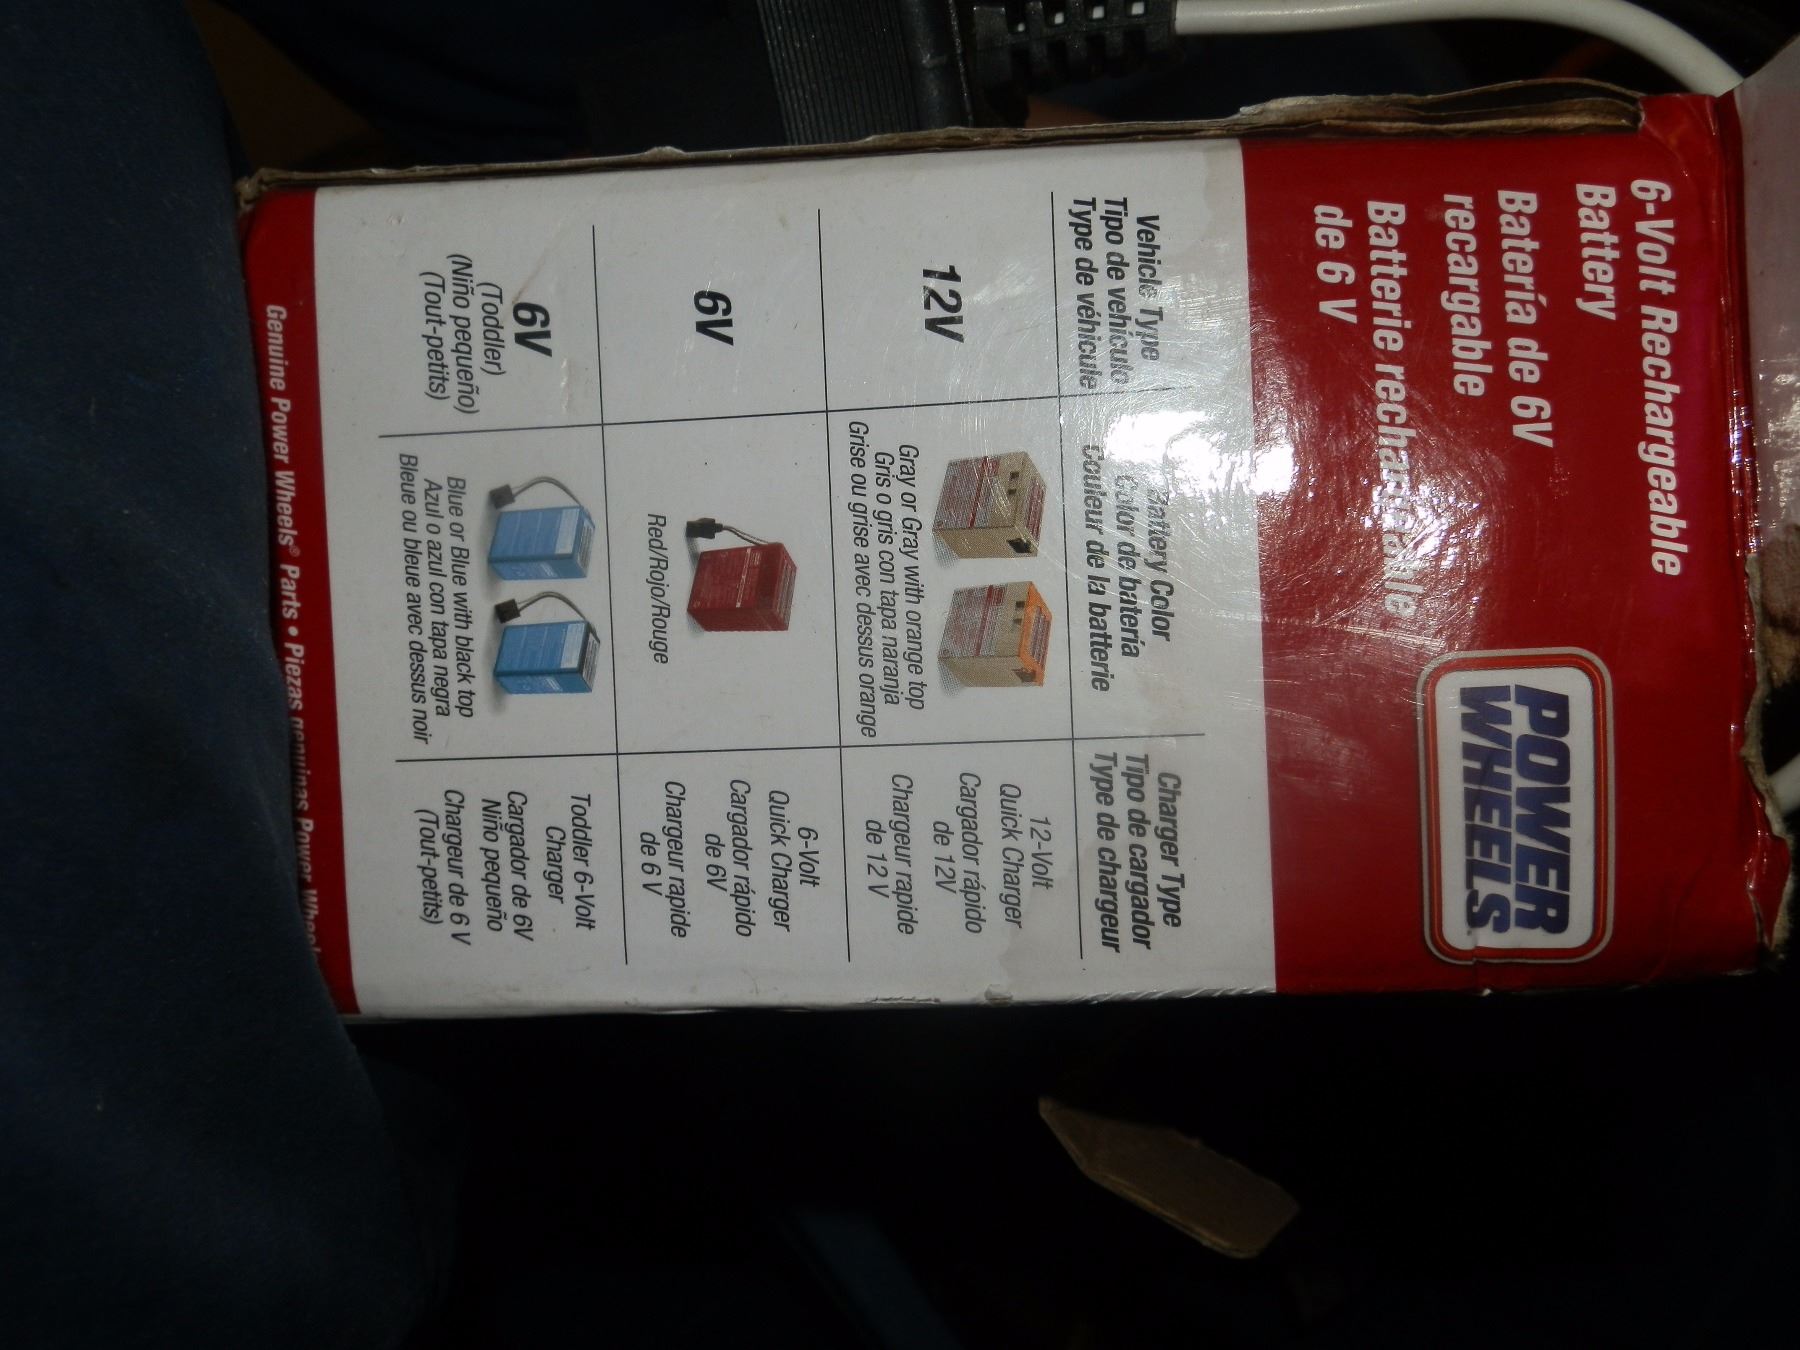 6-Volt Rechargeable
Battery
Batería de 6V
recargable
Batterie rechargeable
de 6 V
POWER
WHEELS
Vehicle Type
Tipo de vehículo
Type de véhicule
Battery Color
Color de batería
Couleur de la batterie
Charger Type
Tipo de cargador
Type de chargeur
12V
Gray or Gray with orange top
Gris o gris con tapa naranja
Grise ou grise avec dessus orange
12-Volt
Quick Charger
Cargador rápido
de 12V
Chargeur rapide
de 12 V
6V
Red/Rojo/Rouge
6-Volt
Quick Charger
Cargador rápido
de 6V
Chargeur rapide
de 6 V
6V
(Toddler)
(Niño pequeño)
(Tout-petits)
Blue or Blue with black top
Azul o azul con tapa negra
Bleue ou bleue avec dessus noir
Toddler 6-Volt
Charger
Cargador de 6V
Niño pequeño
Chargeur de 6 V
(Tout-petits)
Genuine Power Wheels® Parts • Piezas genuinas Power Wheel